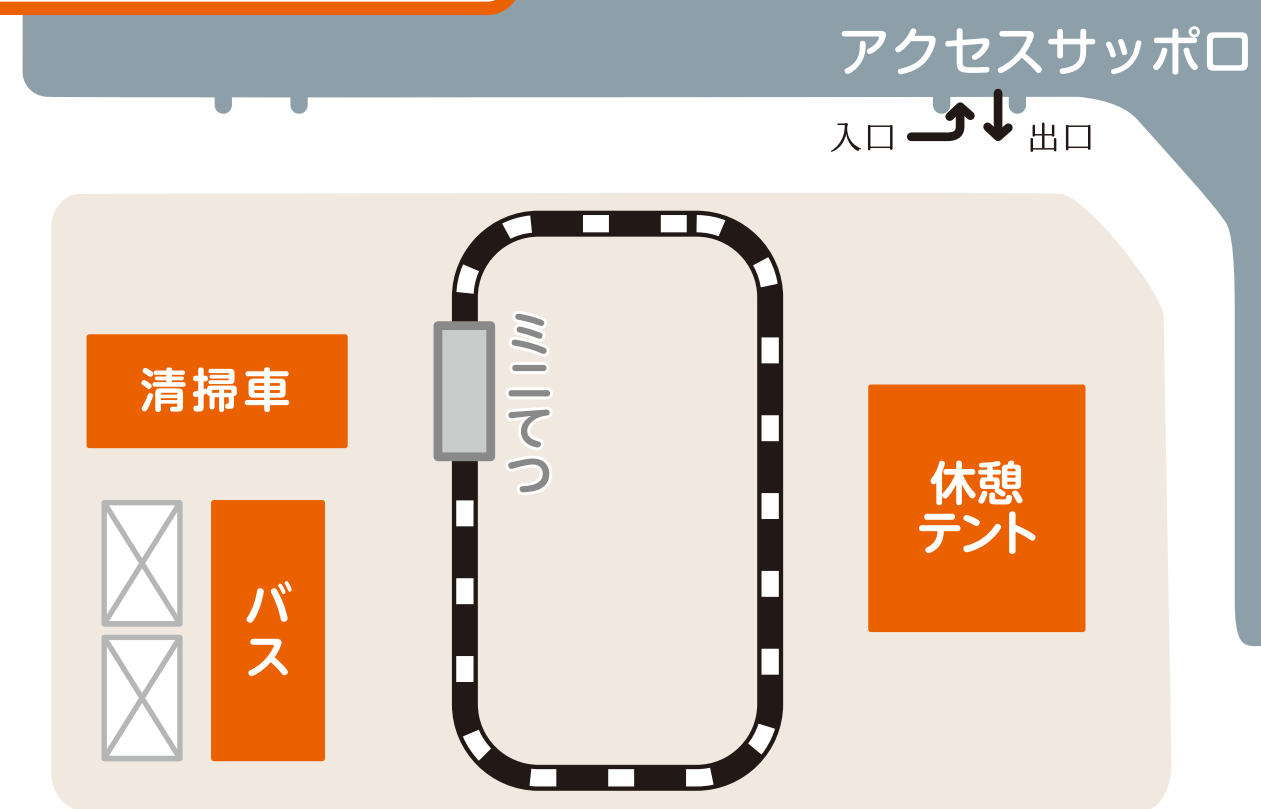 アクセスサッポロ
入口
出口
ミニてつ
清掃車
休憩
テント
バス